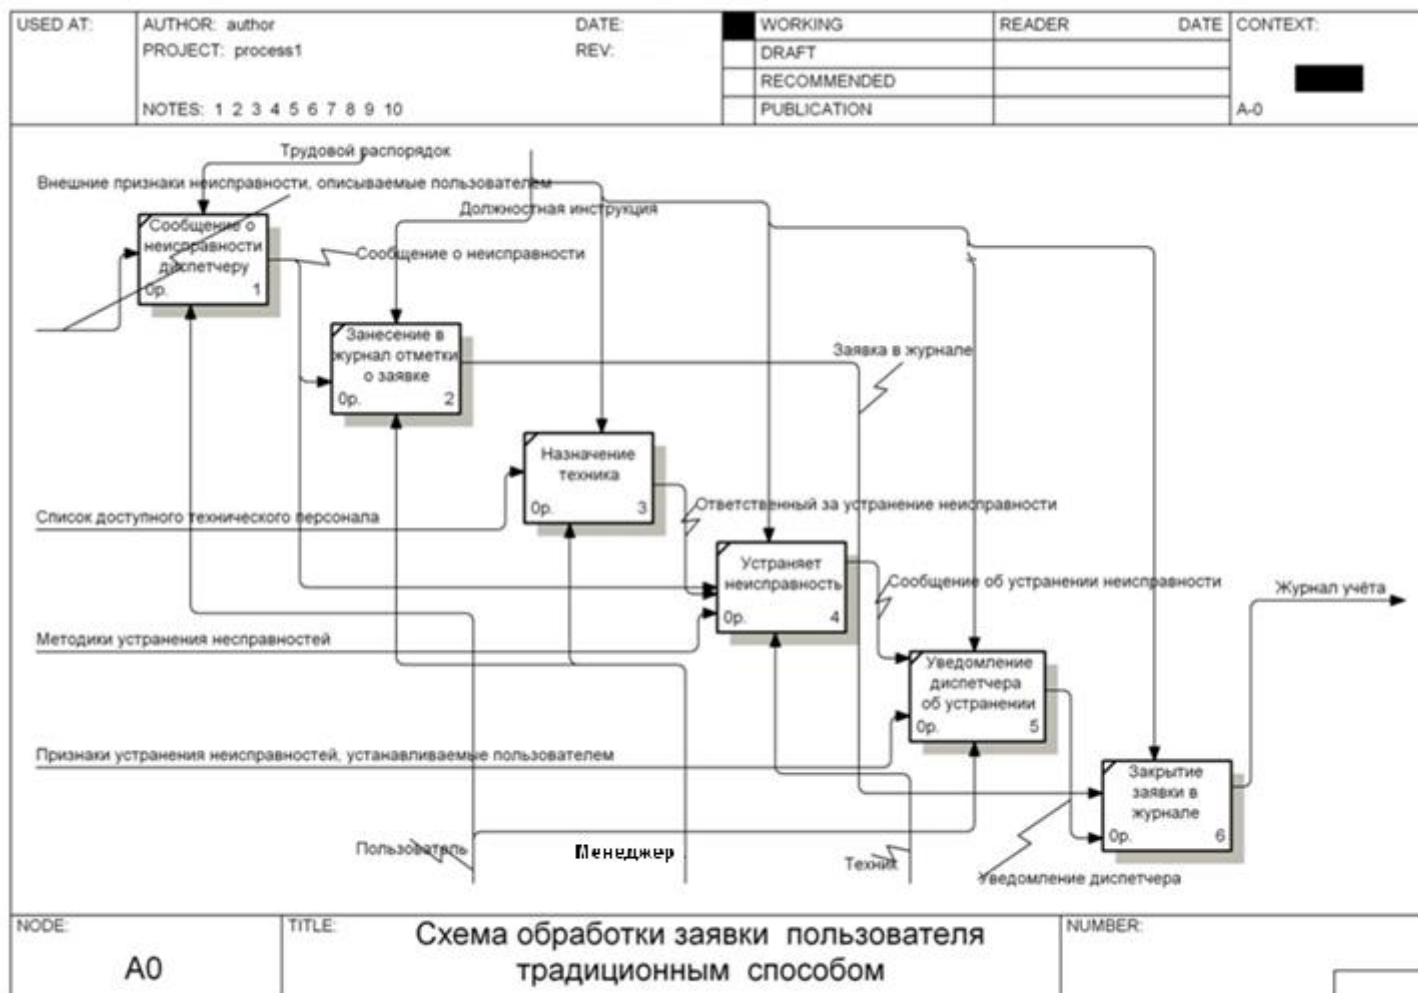 USED AT:
AUTHOR: author
DATE:
WORKING
READER
DATE
CONTEXT:
PROJECT: process1
REV:
DRAFT
RECOMMENDED
NOTES: 1 2 3 4 5 6 7 8 9 10
PUBLICATION
A-0
Трудовой распорядок
Внешние признаки неисправности, описываемые пользователем
Должностная инструкция
Сообщение о
неисправности
диспетчеру
0р. 1
Сообщение о неисправности
Занесение в
журнал отметки
о заявке
0р. 2
Заявка в журнале
Назначение
техника
0р. 3
Список доступного технического персонала
Ответственный за устранение неисправности
Устраняет
неисправность
0р. 4
Сообщение об устранении неисправности
Журнал учёта
Методики устранения несправностей
Уведомление
диспетчера
об устранении
0р. 5
Признаки устранения неисправностей, устанавливаемые пользователем
Закрытие
заявки в
журнале
0р. 6
Пользователь
Менеджер
Техник
Уведомление диспетчера
NODE:
A0
TITLE:
Схема обработки заявки пользователя
традиционным способом
NUMBER: